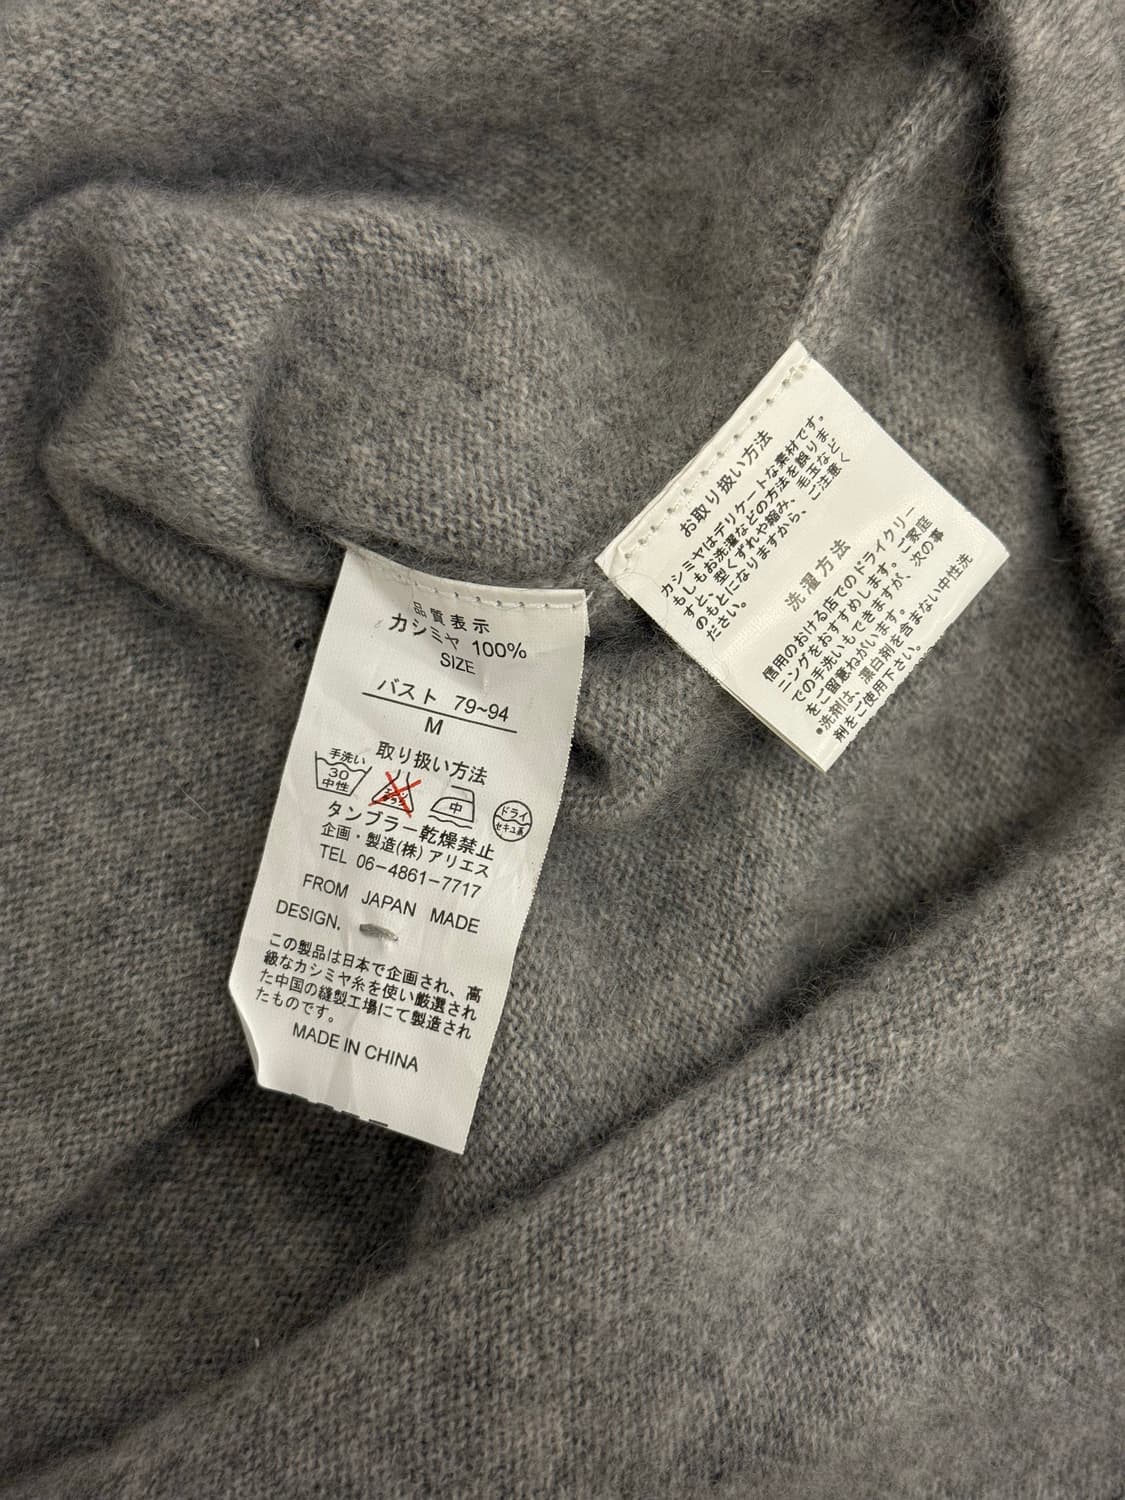 品質表示
カシミヤ 100%
SIZE
バスト 79~94
M
取り扱い方法
手洗い
30
中性
エンソ
サラシ
中
ドライ
セキユ系
タンブラー乾燥禁止
企画・製造(株)アリエス
TEL 06-4861-7717
FROM JAPAN MADE
DESIGN.
この製品は日本で企画され、高
級なカシミヤ糸を使い厳選され
た中国の縫製工場にて製造され
たものです。
MADE IN CHINA
お取り扱い方法
カシミヤはデリケートな素材です。
もしもお洗濯などの方法を誤りま
すと、型くずれや縮み、毛玉など
のもとになりますから、ご注意く
ださい。
洗濯方法
信用のおける店でのドライクリー
ニングをおすすめします。ご家庭
での手洗いもできますが、次の事
をご留意ねがいます。
•洗剤は、漂白剤を含まない中性洗
剤をご使用下さい。